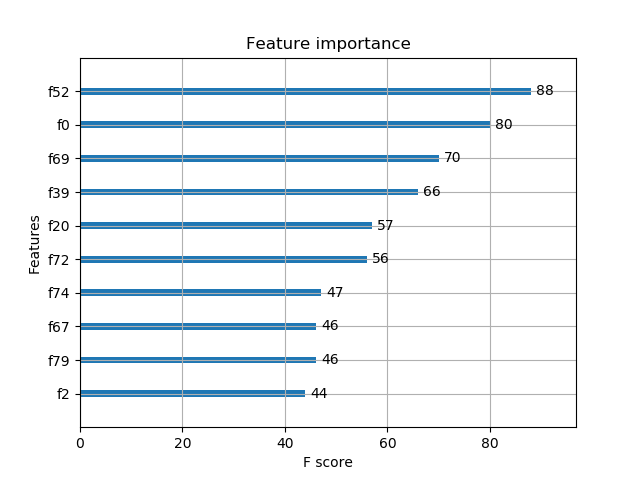 Feature importance
Features
f52 88
f0 80
f69 70
f39 66
f20 57
f72 56
f74 47
f67 46
f79 46
f2 44
0 20 40 60 80
F score